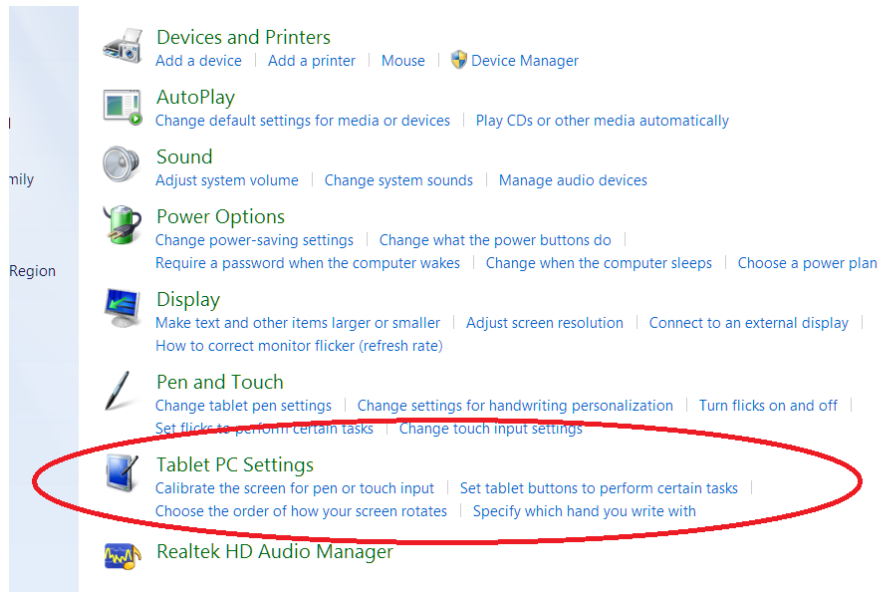 Devices and Printers
Add a device | Add a printer | Mouse | Device Manager
AutoPlay
Change default settings for media or devices | Play CDs or other media automatically
Sound
mily
Adjust system volume | Change system sounds | Manage audio devices
Power Options
Change power-saving settings | Change what the power buttons do |
Region
Require a password when the computer wakes | Change when the computer sleeps | Choose a power plan
Display
Make text and other items larger or smaller | Adjust screen resolution | Connect to an external display |
How to correct monitor flicker (refresh rate)
Pen and Touch
Change tablet pen settings | Change settings for handwriting personalization | Turn flicks on and off |
Set flicks to perform certain tasks | Change touch input settings
Tablet PC Settings
Calibrate the screen for pen or touch input | Set tablet buttons to perform certain tasks |
Choose the order of how your screen rotates | Specify which hand you write with
Realtek HD Audio Manager